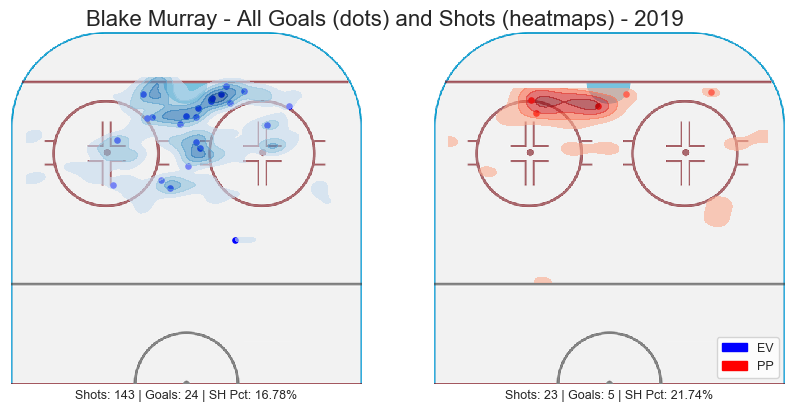 Blake Murray - All Goals (dots) and Shots (heatmaps) - 2019
EV
PP
Shots: 143 | Goals: 24 | SH Pct: 16.78%
Shots: 23 | Goals: 5 | SH Pct: 21.74%